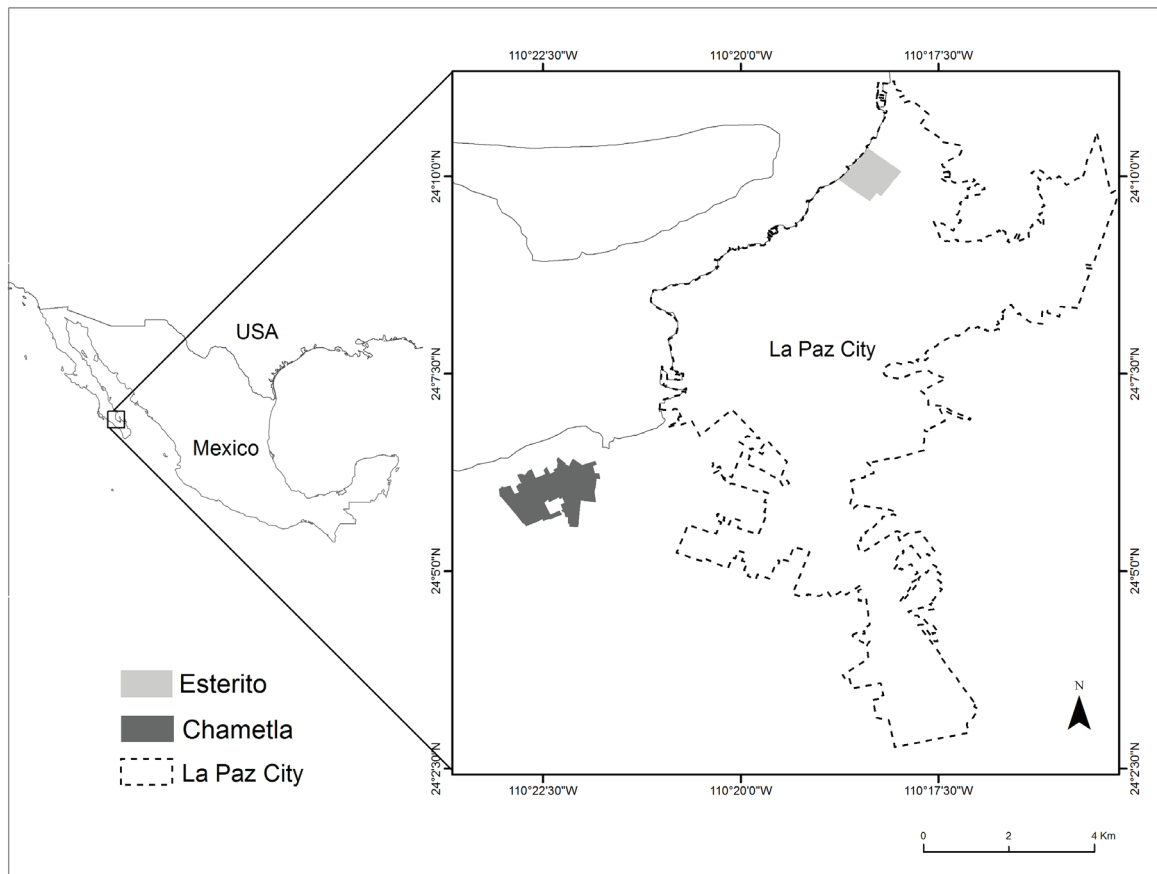 110°22'30"W
110°20'0"W
110°17'30"W
24°10'0"N
24°10'0"N
USA
La Paz City
24°7'30"N
24°7'30"N
Mexico
24°5'0"N
24°5'0"N
Esterito
Chametla
La Paz City
N
24°2'30"N
24°2'30"N
110°22'30"W
110°20'0"W
110°17'30"W
0 2 4 Km